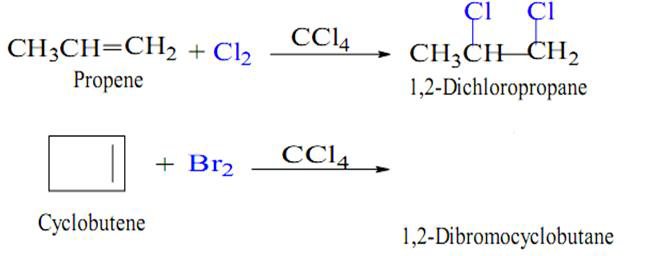 Cl Cl
CH₃CH=CH₂ + Cl₂ CCl₄ CH₃CH—CH₂
Propene 1,2-Dichloropropane
+ Br₂ CCl₄
Cyclobutene
1,2-Dibromocyclobutane